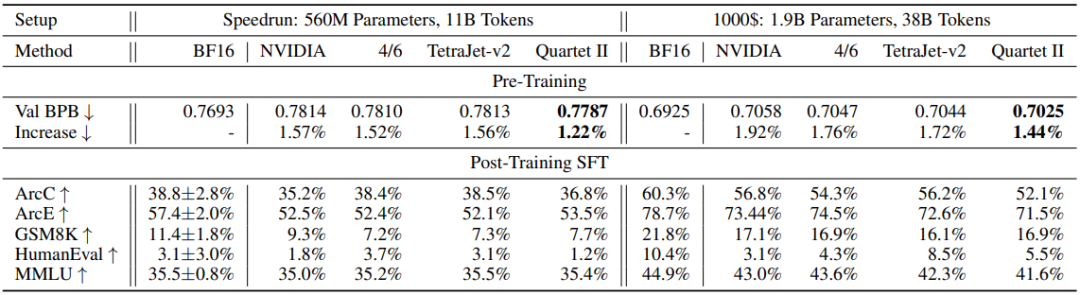 Setup || Speedrun: 560M Parameters, 11B Tokens || 1000$: 1.9B Parameters, 38B Tokens
Method || BF16 | NVIDIA 4/6 TetraJet-v2 Quartet II || BF16 | NVIDIA 4/6 TetraJet-v2 Quartet II
Pre-Training
Val BPB ↓ || 0.7693 | 0.7814 0.7810 0.7813 0.7787 || 0.6925 | 0.7058 0.7047 0.7044 0.7025
Increase ↓ || - | 1.57% 1.52% 1.56% 1.22% || - | 1.92% 1.76% 1.72% 1.44%
Post-Training SFT
ArcC ↑ || 38.8±2.8% | 35.2% 38.4% 38.5% 36.8% || 60.3% | 56.8% 54.3% 56.2% 52.1%
ArcE ↑ || 57.4±2.0% | 52.5% 52.4% 52.1% 53.5% || 78.7% | 73.44% 74.5% 72.6% 71.5%
GSM8K ↑ || 11.4±1.8% | 9.3% 7.2% 7.3% 7.7% || 21.8% | 17.1% 16.9% 16.1% 16.9%
HumanEval ↑ || 3.1±3.0% | 1.8% 3.7% 3.1% 1.2% || 10.4% | 3.1% 4.3% 8.5% 5.5%
MMLU ↑ || 35.5±0.8% | 35.0% 35.2% 35.5% 35.4% || 44.9% | 43.0% 43.6% 42.3% 41.6%